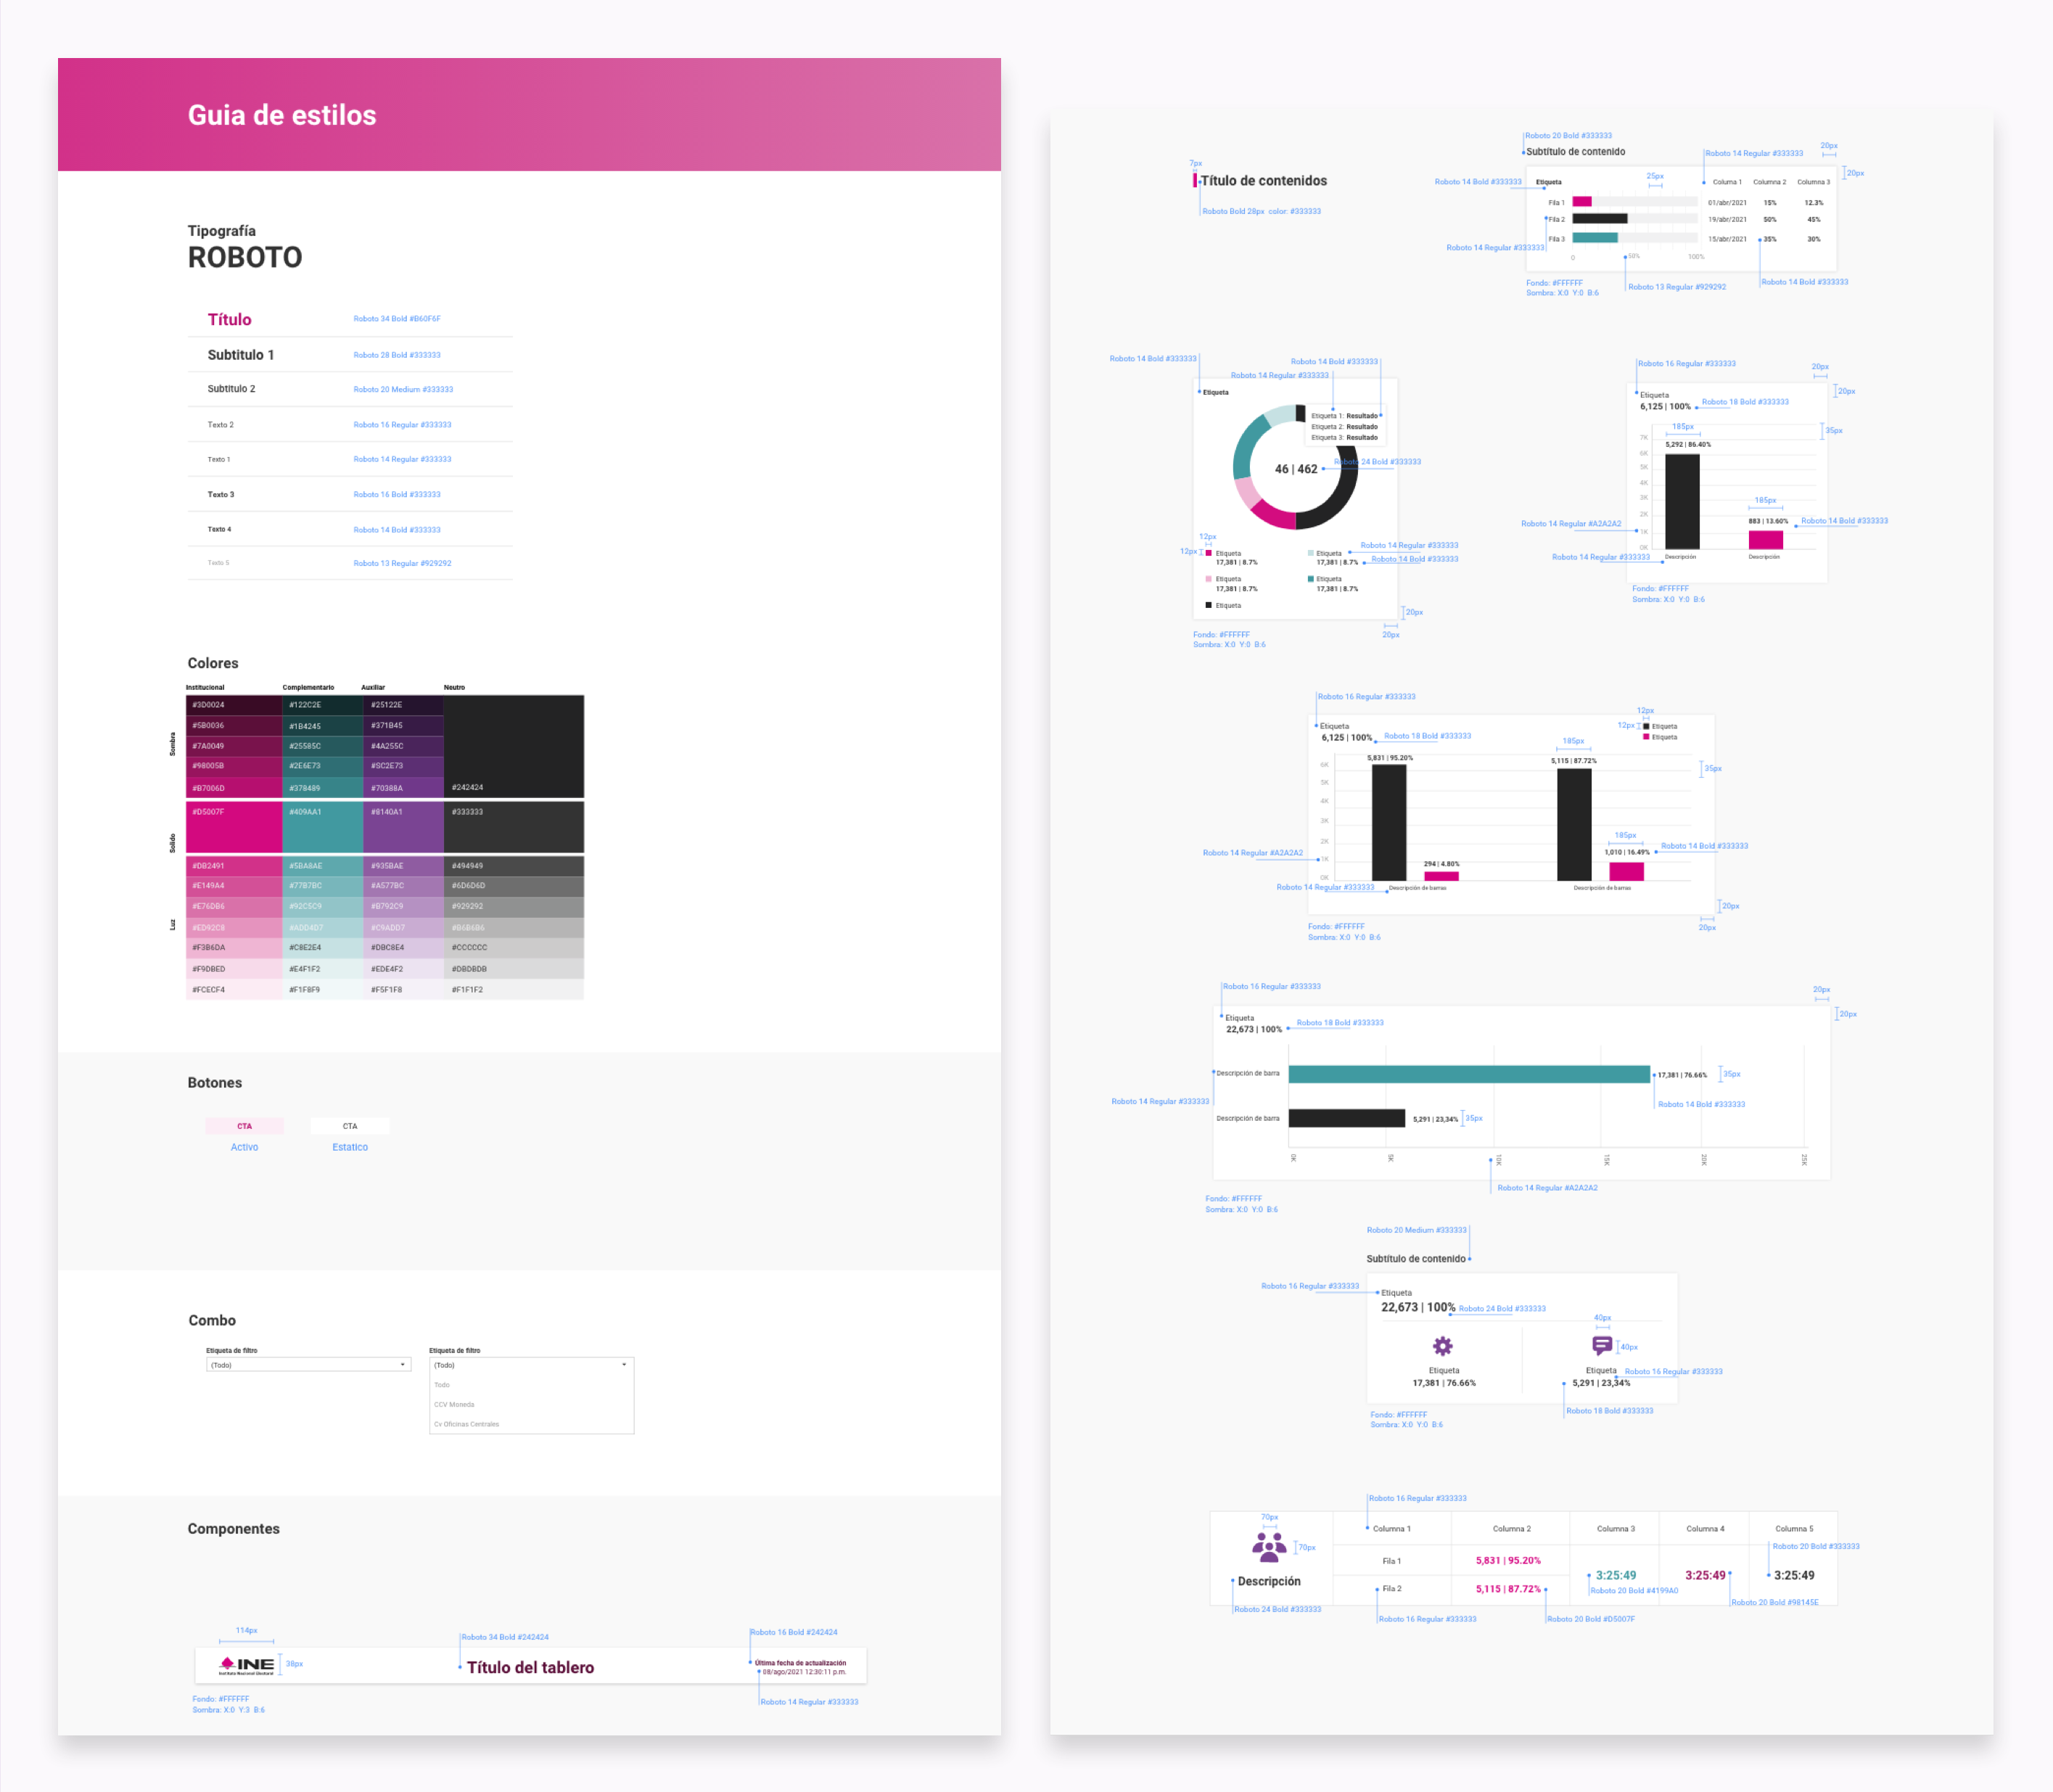 Guia de estilos
Tipografía
ROBOTO
Título
Roboto 34 Bold #B60F6F
Subtitulo 1
Roboto 28 Bold #333333
Subtitulo 2
Roboto 20 Medium #333333
Texto 2
Roboto 16 Regular #333333
Texto 1
Roboto 14 Regular #333333
Texto 3
Roboto 16 Bold #333333
Texto 4
Roboto 14 Bold #333333
Texto 5
Roboto 13 Regular #929292
Colores
Institucional Complementario Auxiliar Neutro
Sombra
#3D0024 #122C2E #25122E
#5B0036 #1B4245 #371B45
#7A0049 #25585C #4A255C
#98005B #2E6E73 #5C2E73
#B7006D #378489 #70388A #242424
Solido
#D5007F #409AA1 #8140A1 #333333
Luz
#DB2491 #5BA8AE #935BAE #494949
#E149A4 #77B7BC #A577BC #6D6D6D
#E76DB6 #92C5C9 #B792C9 #929292
#ED92C8 #ADD4D7 #C9ADD7 #B6B6B6
#F3B6DA #C8E2E4 #DBC8E4 #CCCCCC
#F9DBED #E4F1F2 #EDE4F2 #DBDBDB
#FCECF4 #F1F8F9 #F5F1F8 #F1F1F2
Botones
CTA
Activo
CTA
Estatico
Combo
Etiqueta de filtro
(Todo)
Etiqueta de filtro
(Todo)
Todo
CCV Moneda
Cv Oficinas Centrales
Componentes
114px
38px
INE
Instituto Nacional Electoral
Roboto 34 Bold #242424
Título del tablero
Roboto 16 Bold #242424
Última fecha de actualización
08/ago/2021 12:30:11 p.m.
Roboto 14 Regular #333333
Fondo: #FFFFFF
Sombra: X:0 Y:3 B:6
7px
Título de contenidos
Roboto Bold 28px color: #333333
Roboto 20 Bold #333333
Subtítulo de contenido
Roboto 14 Regular #333333
20px
20px
Roboto 14 Bold #333333
Etiqueta
25px
Columa 1 Columna 2 Columna 3
Fila 1 01/abr/2021 15% 12.3%
Fila 2 19/abr/2021 50% 45%
Fila 3 15/abr/2021 35% 30%
Roboto 14 Regular #333333
0 50% 100%
Roboto 13 Regular #929292
Roboto 14 Bold #333333
Fondo: #FFFFFF
Sombra: X:0 Y:0 B:6
Roboto 14 Bold #333333
Roboto 14 Bold #333333
Roboto 14 Regular #333333
Etiqueta
Etiqueta 1: Resultado
Etiqueta 2: Resultado
Etiqueta 3: Resultado
46 | 462
Roboto 24 Bold #333333
12px
12px
Etiqueta
17,381 | 8.7%
Etiqueta
17,381 | 8.7%
Roboto 14 Regular #333333
Roboto 14 Bold #333333
Etiqueta
17,381 | 8.7%
Etiqueta
17,381 | 8.7%
Etiqueta
20px
20px
Fondo: #FFFFFF
Sombra: X:0 Y:0 B:6
Roboto 16 Regular #333333
20px
20px
Etiqueta
6,125 | 100%
Roboto 18 Bold #333333
185px
35px
5,292 | 86.40%
7K
6K
5K
4K
3K
2K
1K
0K
185px
883 | 13.60%
Roboto 14 Bold #333333
Roboto 14 Regular #A2A2A2
Roboto 14 Regular #333333
Descripción
Descripción
Fondo: #FFFFFF
Sombra: X:0 Y:0 B:6
Roboto 16 Regular #333333
Etiqueta
6,125 | 100%
Roboto 18 Bold #333333
12px
12px
Etiqueta
Etiqueta
185px
5,831 | 95.20%
5,115 | 87.72%
35px
6K
5K
4K
3K
2K
1K
0K
185px
294 | 4.80%
1,010 | 16.49%
Roboto 14 Bold #333333
Roboto 14 Regular #A2A2A2
Roboto 14 Regular #333333
Descripción de barras
Descripción de barras
20px
20px
Fondo: #FFFFFF
Sombra: X:0 Y:0 B:6
Roboto 16 Regular #333333
20px
20px
Etiqueta
22,673 | 100%
Roboto 18 Bold #333333
Descripción de barra
17,381 | 76.66%
35px
Roboto 14 Regular #333333
Roboto 14 Bold #333333
Descripción de barra
5,291 | 23,34%
35px
0K 5K 10K 15K 20K 25K
Roboto 14 Regular #A2A2A2
Fondo: #FFFFFF
Sombra: X:0 Y:0 B:6
Roboto 20 Medium #333333
Subtítulo de contenido
Roboto 16 Regular #333333
Etiqueta
22,673 | 100%
Roboto 24 Bold #333333
40px
40px
Etiqueta
17,381 | 76.66%
Etiqueta
5,291 | 23,34%
Roboto 16 Regular #333333
Roboto 18 Bold #333333
Fondo: #FFFFFF
Sombra: X:0 Y:0 B:6
Roboto 16 Regular #333333
70px
70px
Descripción
Roboto 24 Bold #333333
Columna 1 Columna 2 Columna 3 Columna 4 Columna 5
Roboto 20 Bold #333333
Fila 1 5,831 | 95.20%
3:25:49 3:25:49 3:25:49
Fila 2 5,115 | 87.72%
Roboto 20 Bold #4199A0
Roboto 20 Bold #98145E
Roboto 16 Regular #333333
Roboto 20 Bold #D5007F